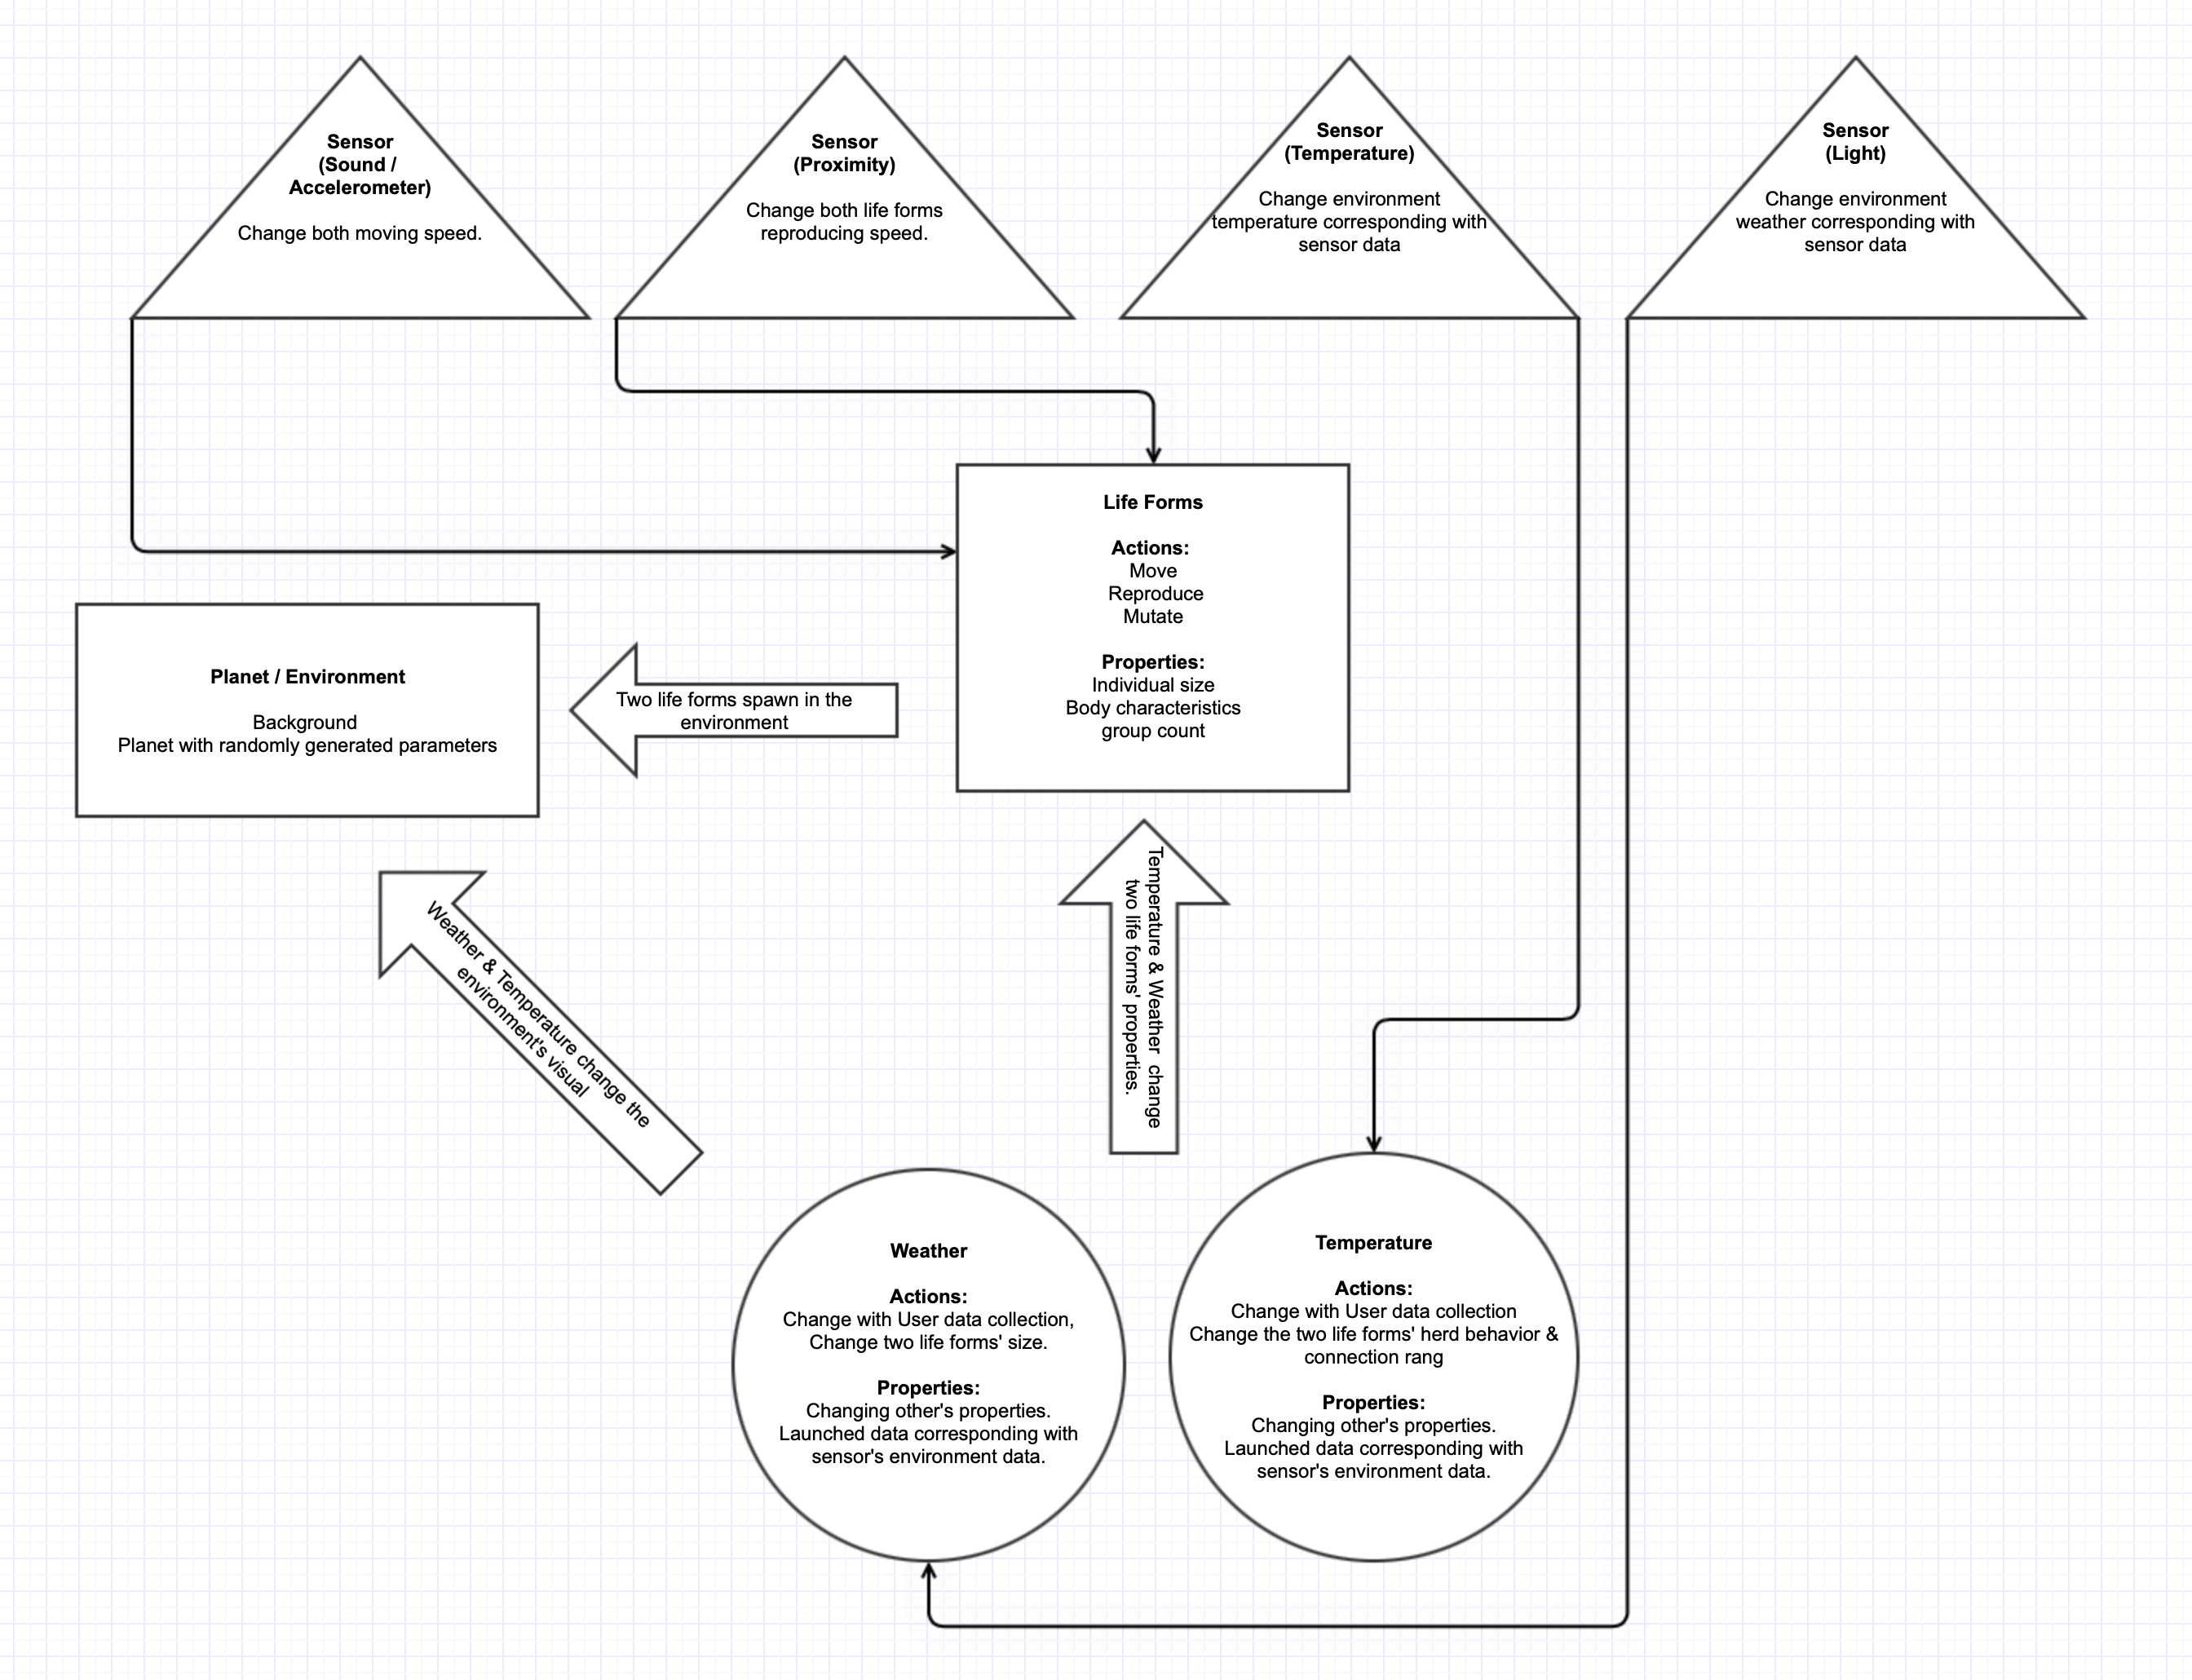 Sensor
(Sound /
Accelerometer)
Change both moving speed.
Sensor
(Proximity)
Change both life forms
reproducing speed.
Sensor
(Temperature)
Change environment
temperature corresponding with
sensor data
Sensor
(Light)
Change environment
weather corresponding with
sensor data
Life Forms
Actions:
Move
Reproduce
Mutate
Properties:
Individual size
Body characteristics
group count
Planet / Environment
Background
Planet with randomly generated parameters
Two life forms spawn in the
environment
Weather & Temperature change the
environment's visual
Temperature & Weather change
two life forms' properties.
Weather
Actions:
Change with User data collection,
Change two life forms' size.
Properties:
Changing other's properties.
Launched data corresponding with
sensor's environment data.
Temperature
Actions:
Change with User data collection
Change the two life forms' herd behavior &
connection rang
Properties:
Changing other's properties.
Launched data corresponding with
sensor's environment data.